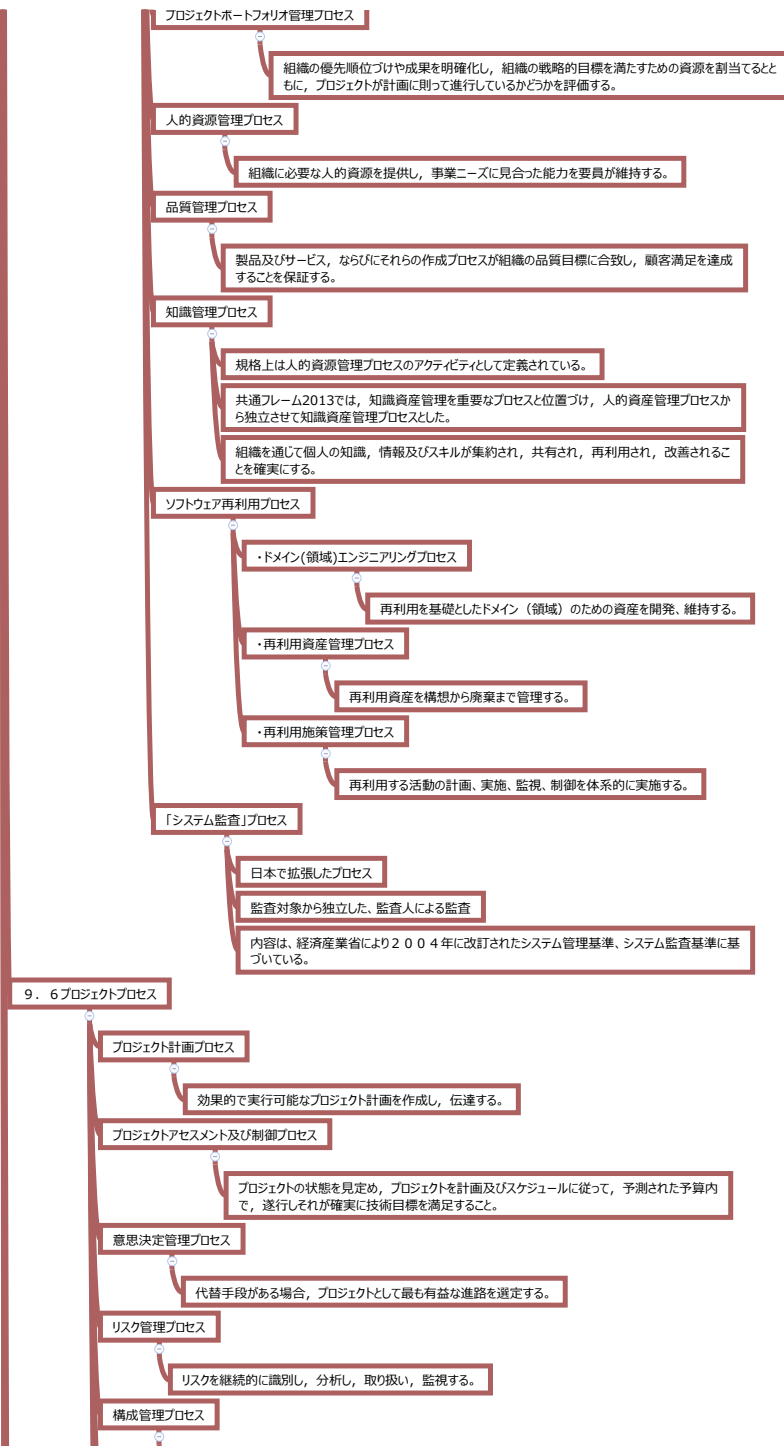 プロジェクトポートフォリオ管理プロセス
組織の優先順位づけや成果を明確化し，組織の戦略的目標を満たすための資源を割当てるとと
もに，プロジェクトが計画に則って進行しているかどうかを評価する。
人的資源管理プロセス
組織に必要な人的資源を提供し，事業ニーズに見合った能力を要員が維持する。
品質管理プロセス
製品及びサービス，ならびにそれらの作成プロセスが組織の品質目標に合致し，顧客満足を達成
することを保証する。
知識管理プロセス
規格上は人的資源管理プロセスのアクティビティとして定義されている。
共通フレーム2013では，知識資産管理を重要なプロセスと位置づけ，人的資産管理プロセスか
ら独立させて知識資産管理プロセスとした。
組織を通じて個人の知識，情報及びスキルが集約され，共有され，再利用され，改善されるこ
とを確実にする。
ソフトウェア再利用プロセス
・ドメイン(領域)エンジニアリングプロセス
再利用を基礎としたドメイン（領域）のための資産を開発、維持する。
・再利用資産管理プロセス
再利用資産を構想から廃棄まで管理する。
・再利用施策管理プロセス
再利用する活動の計画、実施、監視、制御を体系的に実施する。
「システム監査」プロセス
日本で拡張したプロセス
監査対象から独立した、監査人による監査
内容は、経済産業省により２００４年に改訂されたシステム管理基準、システム監査基準に基
づいている。
９．６プロジェクトプロセス
プロジェクト計画プロセス
効果的で実行可能なプロジェクト計画を作成し，伝達する。
プロジェクトアセスメント及び制御プロセス
プロジェクトの状態を見定め，プロジェクトを計画及びスケジュールに従って，予測された予算内
で，遂行しそれが確実に技術目標を満足すること。
意思決定管理プロセス
代替手段がある場合，プロジェクトとして最も有益な進路を選定する。
リスク管理プロセス
リスクを継続的に識別し，分析し，取り扱い，監視する。
構成管理プロセス